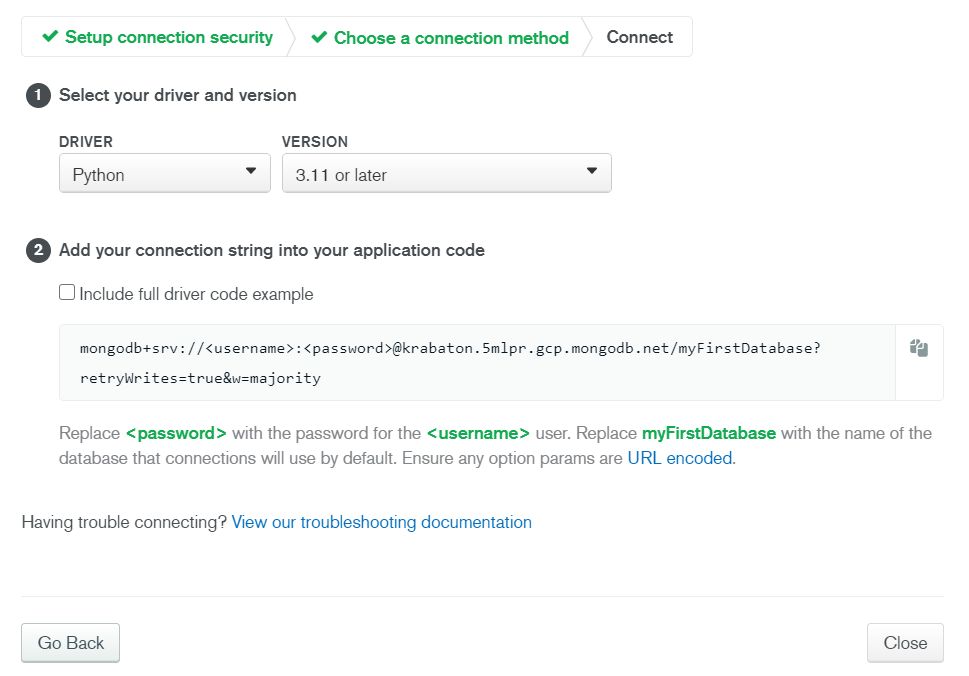 Setup connection security
Choose a connection method
Connect
1 Select your driver and version
DRIVER
VERSION
Python
3.11 or later
2 Add your connection string into your application code
Include full driver code example
mongodb+srv://<username>:<password>@krabaton.5mlpr.gcp.mongodb.net/myFirstDatabase?
retryWrites=true&w=majority
Replace <password> with the password for the <username> user. Replace myFirstDatabase with the name of the
database that connections will use by default. Ensure any option params are URL encoded.
Having trouble connecting? View our troubleshooting documentation
Go Back
Close